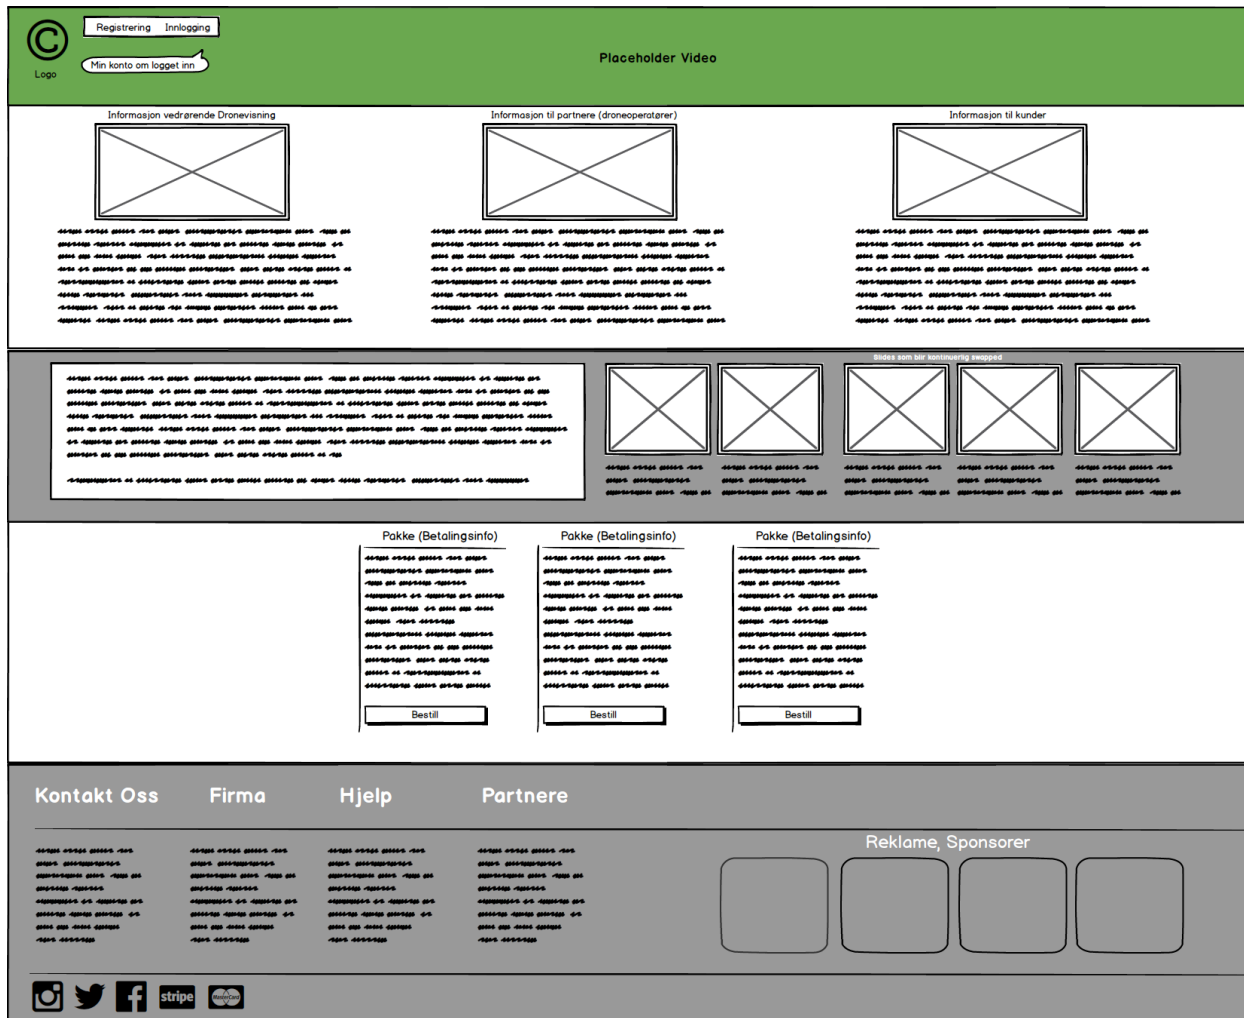 ©
Logo
Registrering Innlogging
Min konto om logget inn
Placeholder Video
Informasjon vedrørende Dronevisning
Informasjon til partnere (droneoperatører)
Informasjon til kunder
Slides som blir kontinuerlig swapped
Pakke (Betalingsinfo)
Bestill
Pakke (Betalingsinfo)
Bestill
Pakke (Betalingsinfo)
Bestill
Kontakt Oss
Firma
Hjelp
Partnere
Reklame, Sponsorer
stripe
MasterCard